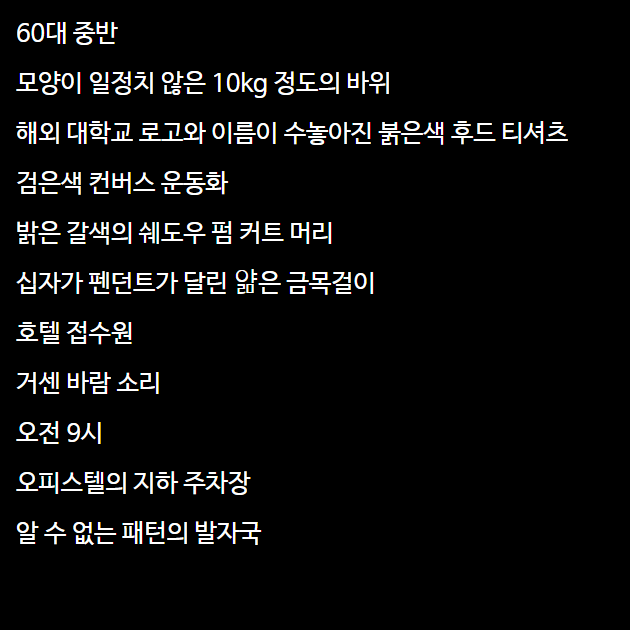 60대 중반
모양이 일정치 않은 10kg 정도의 바위
해외 대학교 로고와 이름이 수놓아진 붉은색 후드 티셔츠
검은색 컨버스 운동화
밝은 갈색의 쉐도우 펌 커트 머리
십자가 펜던트가 달린 얇은 금목걸이
호텔 접수원
거센 바람 소리
오전 9시
오피스텔의 지하 주차장
알 수 없는 패턴의 발자국